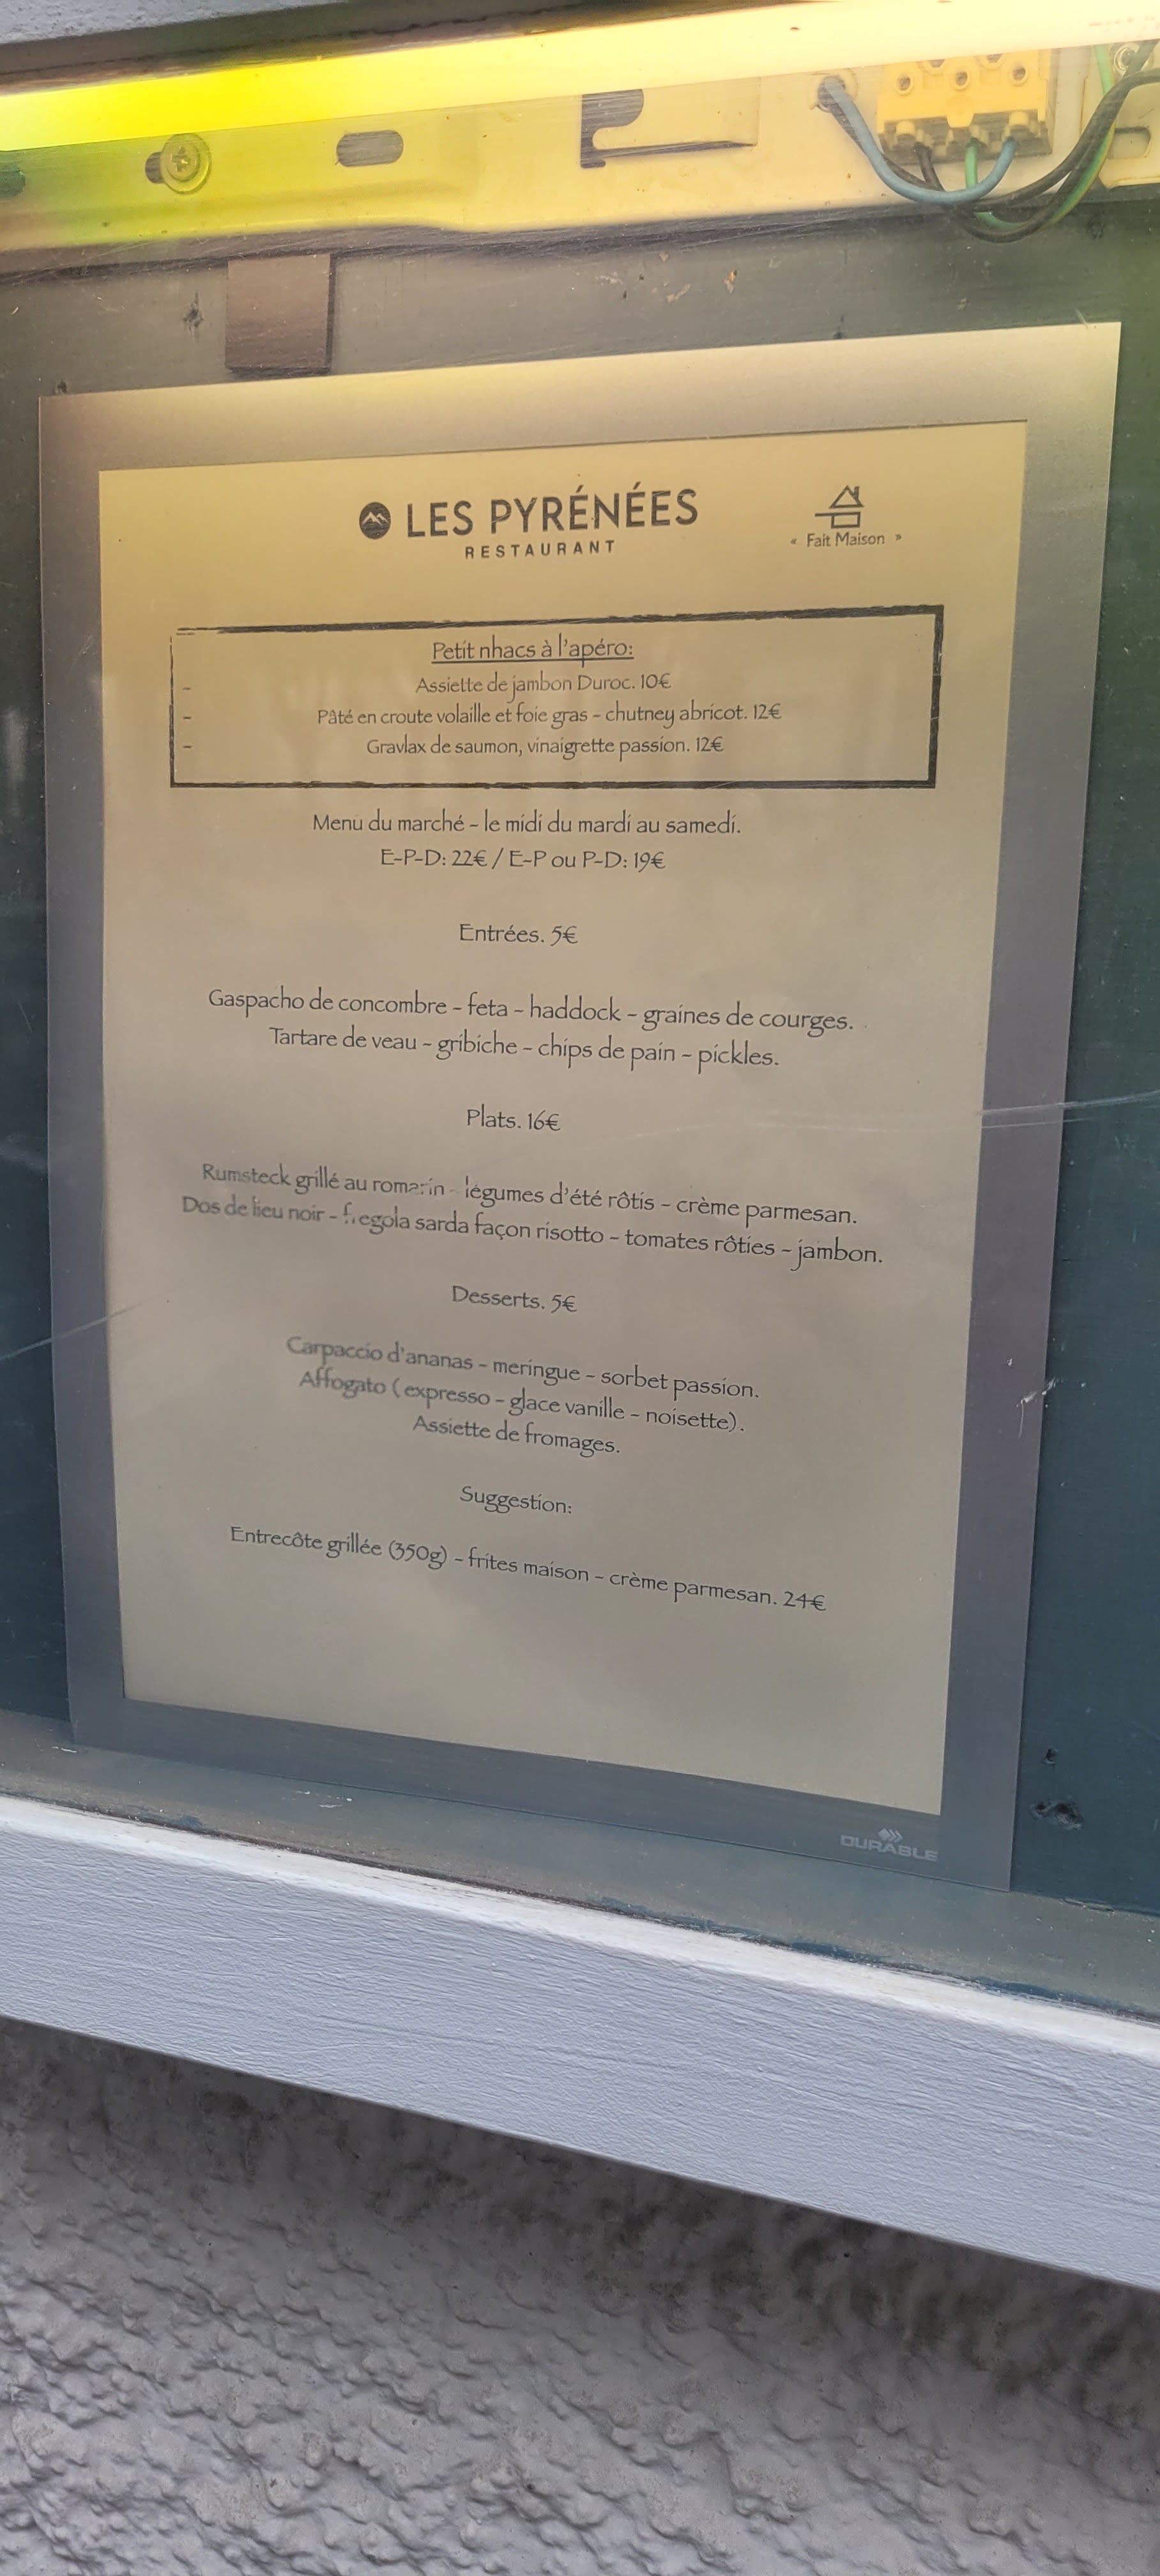 LES PYRÉNÉES
RESTAURANT
« Fait Maison »
Petit nhacs à l'apéro:
- Assiette de jambon Duroc. 10€
- Pâté en croute volaille et foie gras - chutney abricot. 12€
- Gravlax de saumon, vinaigrette passion. 12€
Menu du marché - le midi du mardi au samedi.
E-P-D: 22€ / E-P ou P-D: 19€
Entrées. 5€
Gaspacho de concombre - feta - haddock - graines de courges.
Tartare de veau - gribiche - chips de pain - pickles.
Plats. 16€
Rumsteck grillé au romarin - légumes d'été rôtis - crème parmesan.
Dos de lieu noir - fregola sarda façon risotto - tomates rôties - jambon.
Desserts. 5€
Carpaccio d'ananas - meringue - sorbet passion.
Affogato ( expresso - glace vanille - noisette).
Assiette de fromages.
Suggestion:
Entrecôte grillée (350g) - frites maison - crème parmesan. 24€
DURABLE